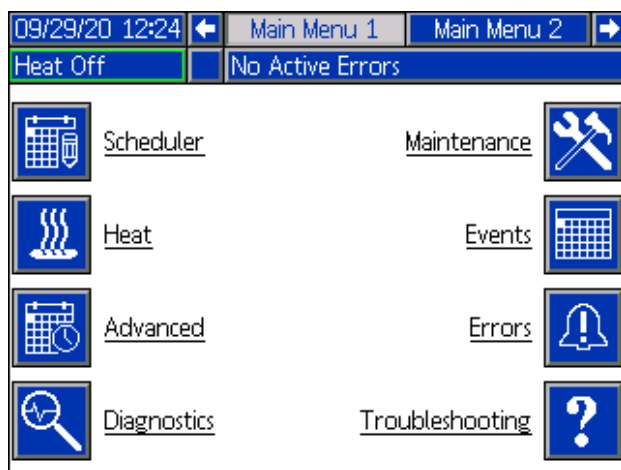 09/29/20 12:24 Main Menu 1 Main Menu 2
Heat Off No Active Errors
Scheduler Maintenance
Heat Events
Advanced Errors
Diagnostics Troubleshooting